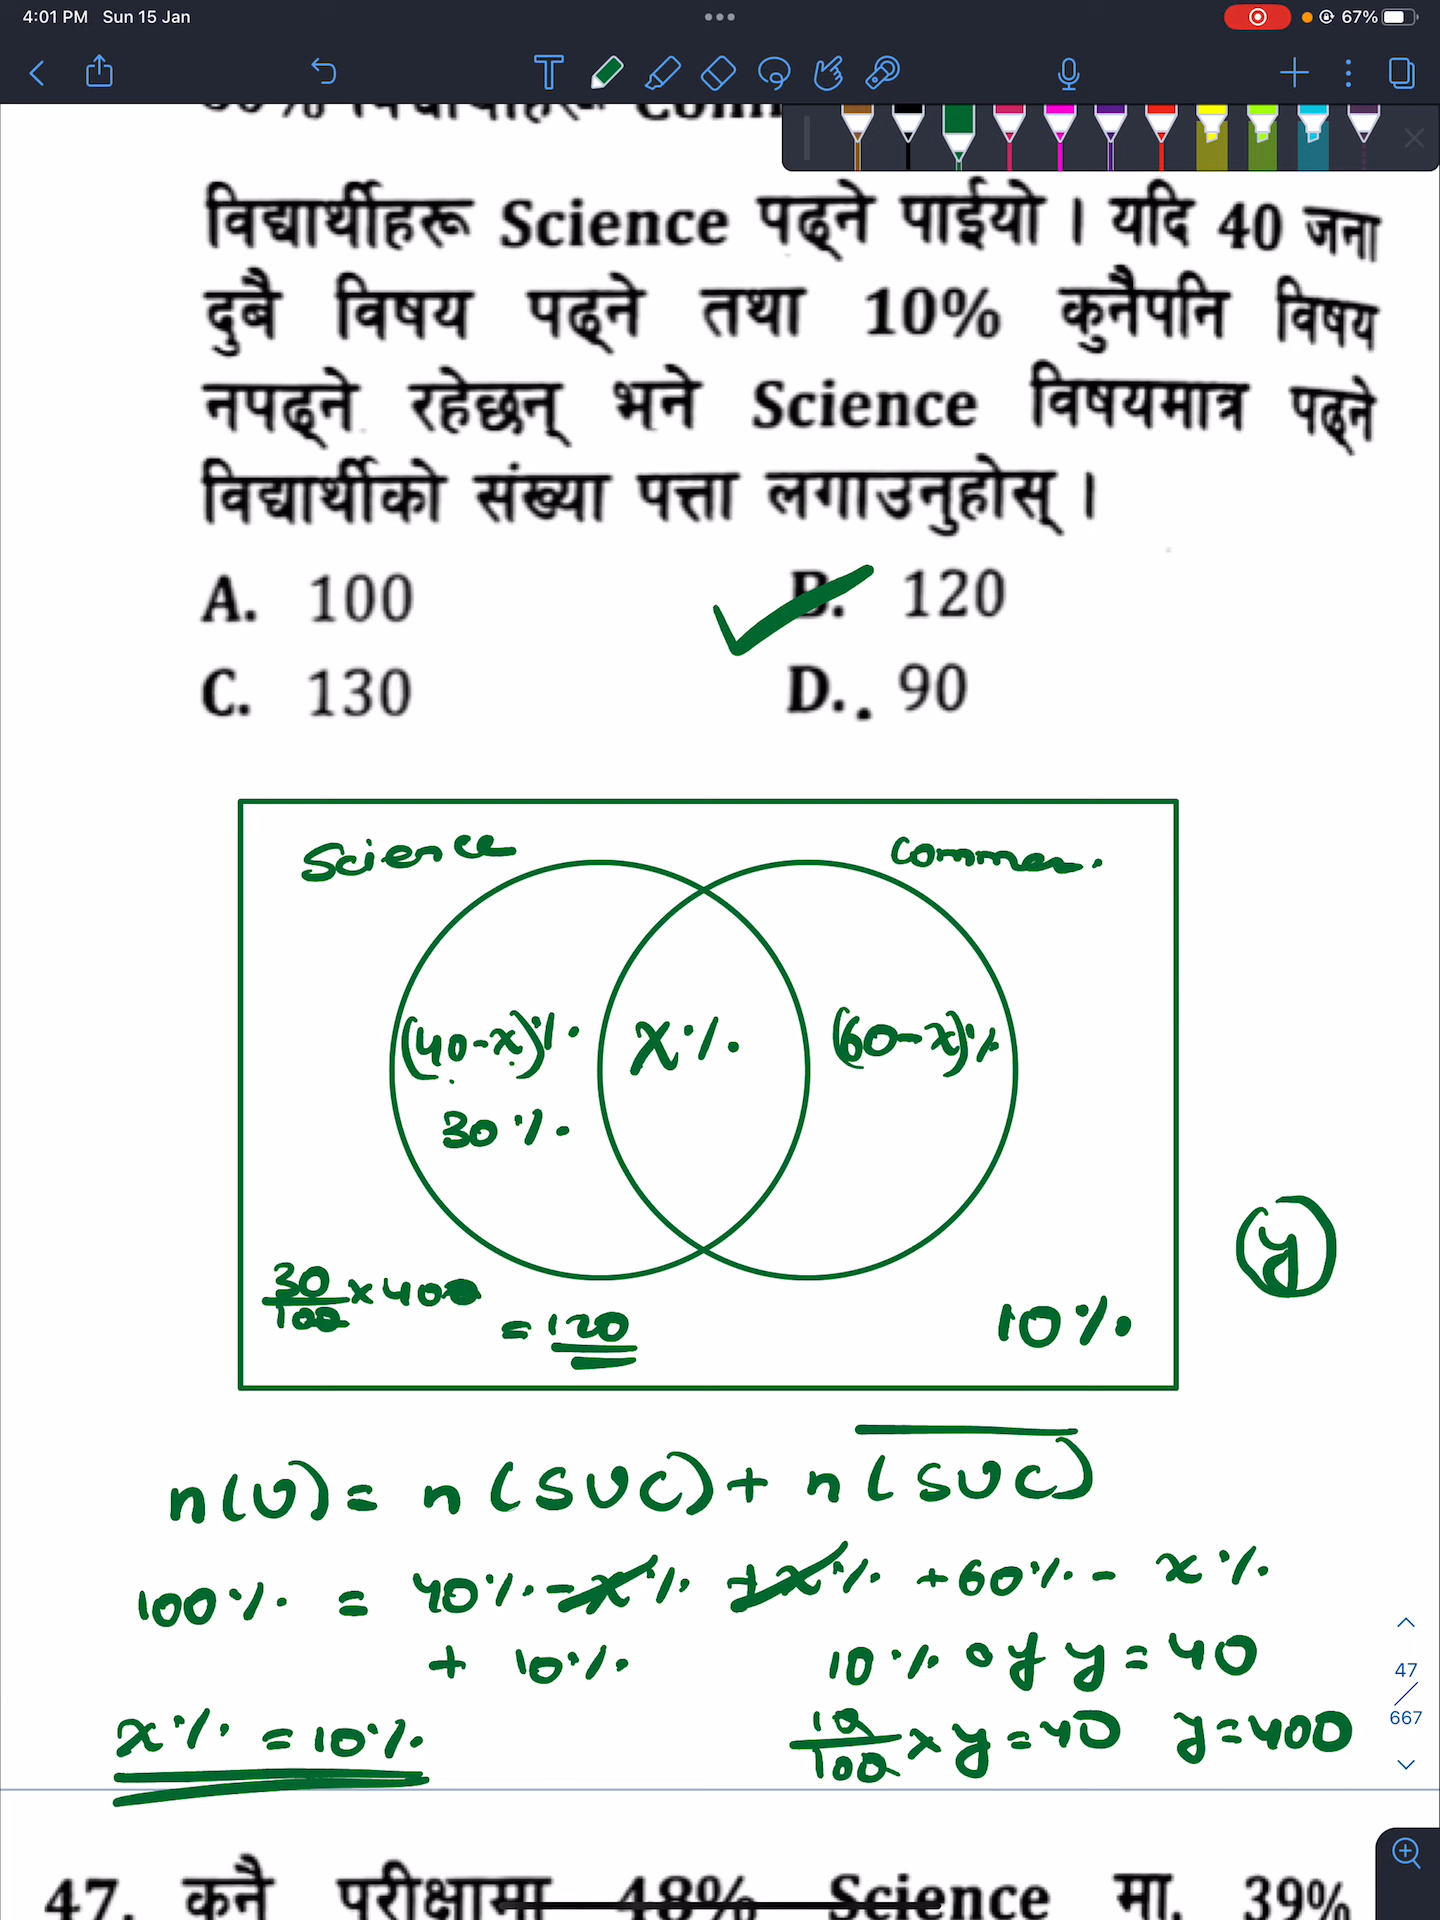 4:01 PM Sun 15 Jan 67%
विद्यार्थीहरू Science पढ्ने पाईयो । यदि 40 जना
दुबै विषय पढ्ने तथा 10% कुनैपनि विषय
नपढ्ने रहेछन् भने Science विषयमात्र पढ्ने
विद्यार्थीको संख्या पत्ता लगाउनुहोस् ।
A. 100 B. 120
C. 130 D. 90
Science
(40-x)% x% (60-x)%
30%
y
30/100 x 400 = 120
10%
n(U) = n(SUC) + n(SUC)
100% = 40% - x% + x% + 60% - x%
+ 10% 10% of y = 40
x% = 10% 10/100 x y = 40 y = 400
47
667
47. कुनै परीक्षामा 48% Science मा, 39%